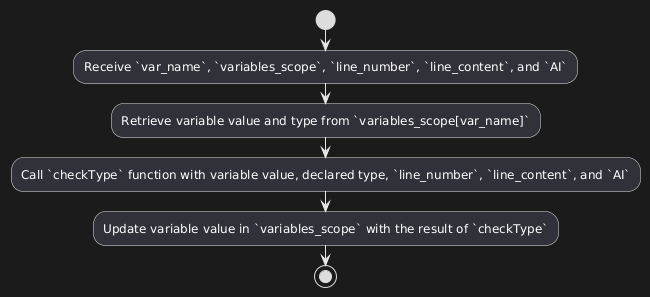 Receive `var_name`, `variables_scope`, `line_number`, `line_content`, and `AI`
Retrieve variable value and type from `variables_scope[var_name]`
Call `checkType` function with variable value, declared type, `line_number`, `line_content`, and `AI`
Update variable value in `variables_scope` with the result of `checkType`